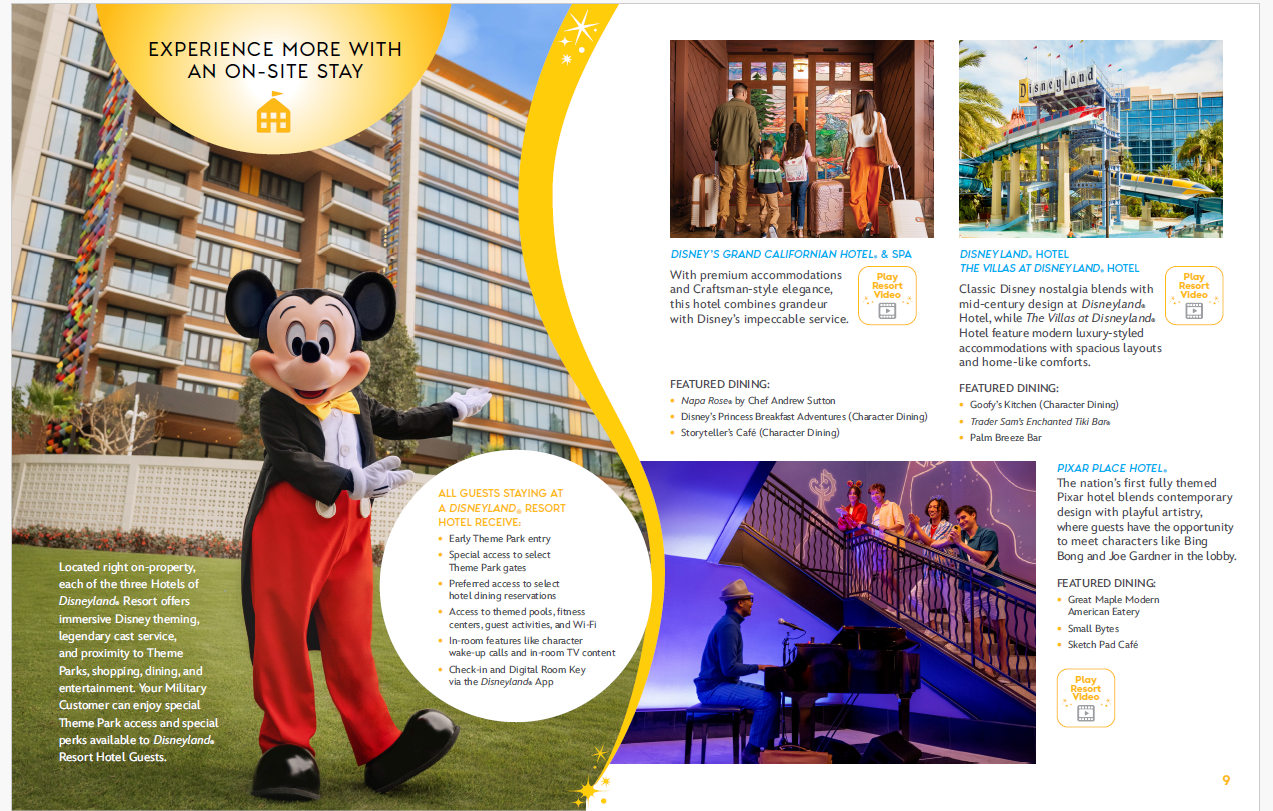 EXPERIENCE MORE WITH
AN ON-SITE STAY
Located right on-property,
each of the three Hotels of
Disneyland® Resort offers
immersive Disney theming,
legendary cast service,
and proximity to Theme
Parks, shopping, dining, and
entertainment. Your Military
Customer can enjoy special
Theme Park access and special
perks available to Disneyland®
Resort Hotel Guests.
ALL GUESTS STAYING AT
A DISNEYLAND® RESORT
HOTEL RECEIVE:
• Early Theme Park entry
• Special access to select
Theme Park gates
• Preferred access to select
hotel dining reservations
• Access to themed pools, fitness
centers, guest activities, and Wi-Fi
• In-room features like character
wake-up calls and in-room TV content
• Check-in and Digital Room Key
via the Disneyland® App
DISNEY'S GRAND CALIFORNIAN HOTEL® & SPA
With premium accommodations
and Craftsman-style elegance,
this hotel combines grandeur
with Disney's impeccable service.
Play
Resort
Video
FEATURED DINING:
• Napa Rose® by Chef Andrew Sutton
• Disney's Princess Breakfast Adventures (Character Dining)
• Storyteller's Café (Character Dining)
Disneyland
DISNEYLAND® HOTEL
THE VILLAS AT DISNEYLAND® HOTEL
Classic Disney nostalgia blends with
mid-century design at Disneyland®
Hotel, while The Villas at Disneyland®
Hotel feature modern luxury-styled
accommodations with spacious layouts
and home-like comforts.
Play
Resort
Video
FEATURED DINING:
• Goofy's Kitchen (Character Dining)
• Trader Sam's Enchanted Tiki Bar®
• Palm Breeze Bar
PIXAR PLACE HOTEL®
The nation's first fully themed
Pixar hotel blends contemporary
design with playful artistry,
where guests have the opportunity
to meet characters like Bing
Bong and Joe Gardner in the lobby.
FEATURED DINING:
• Great Maple Modern
American Eatery
• Small Bytes
• Sketch Pad Café
Play
Resort
Video
9